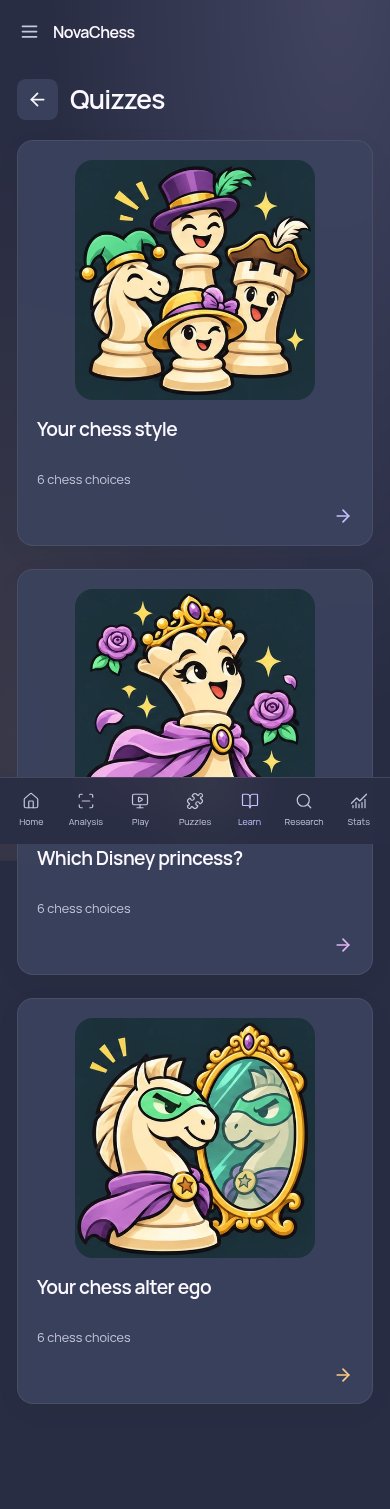 NovaChess
Quizzes
Your chess style
6 chess choices
Home Analysis Play Puzzles Learn Research Stats
Which Disney princess?
6 chess choices
Your chess alter ego
6 chess choices